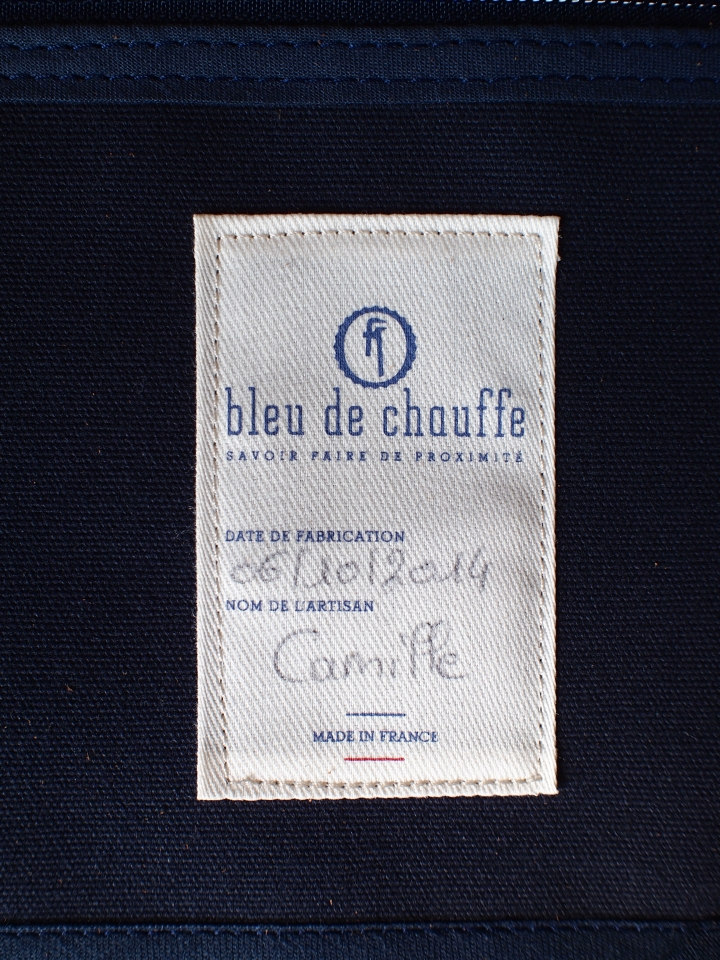 bleu de chauffe
SAVOIR FAIRE DE PROXIMITÉ
DATE DE FABRICATION
06/10/2014
NOM DE L'ARTISAN
Camille
MADE IN FRANCE